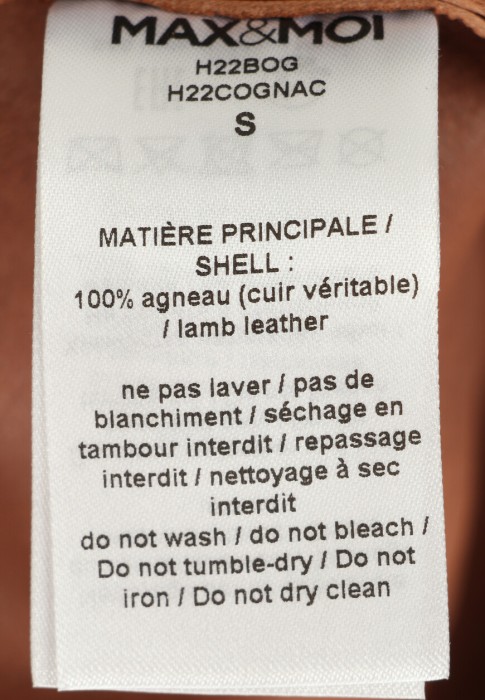 MAX&MOI
H22BOG
H22COGNAC
S
MATIÈRE PRINCIPALE /
SHELL :
100% agneau (cuir véritable)
/ lamb leather
ne pas laver / pas de
blanchiment / séchage en
tambour interdit / repassage
interdit / nettoyage à sec
interdit
do not wash / do not bleach /
Do not tumble-dry / Do not
iron / Do not dry clean